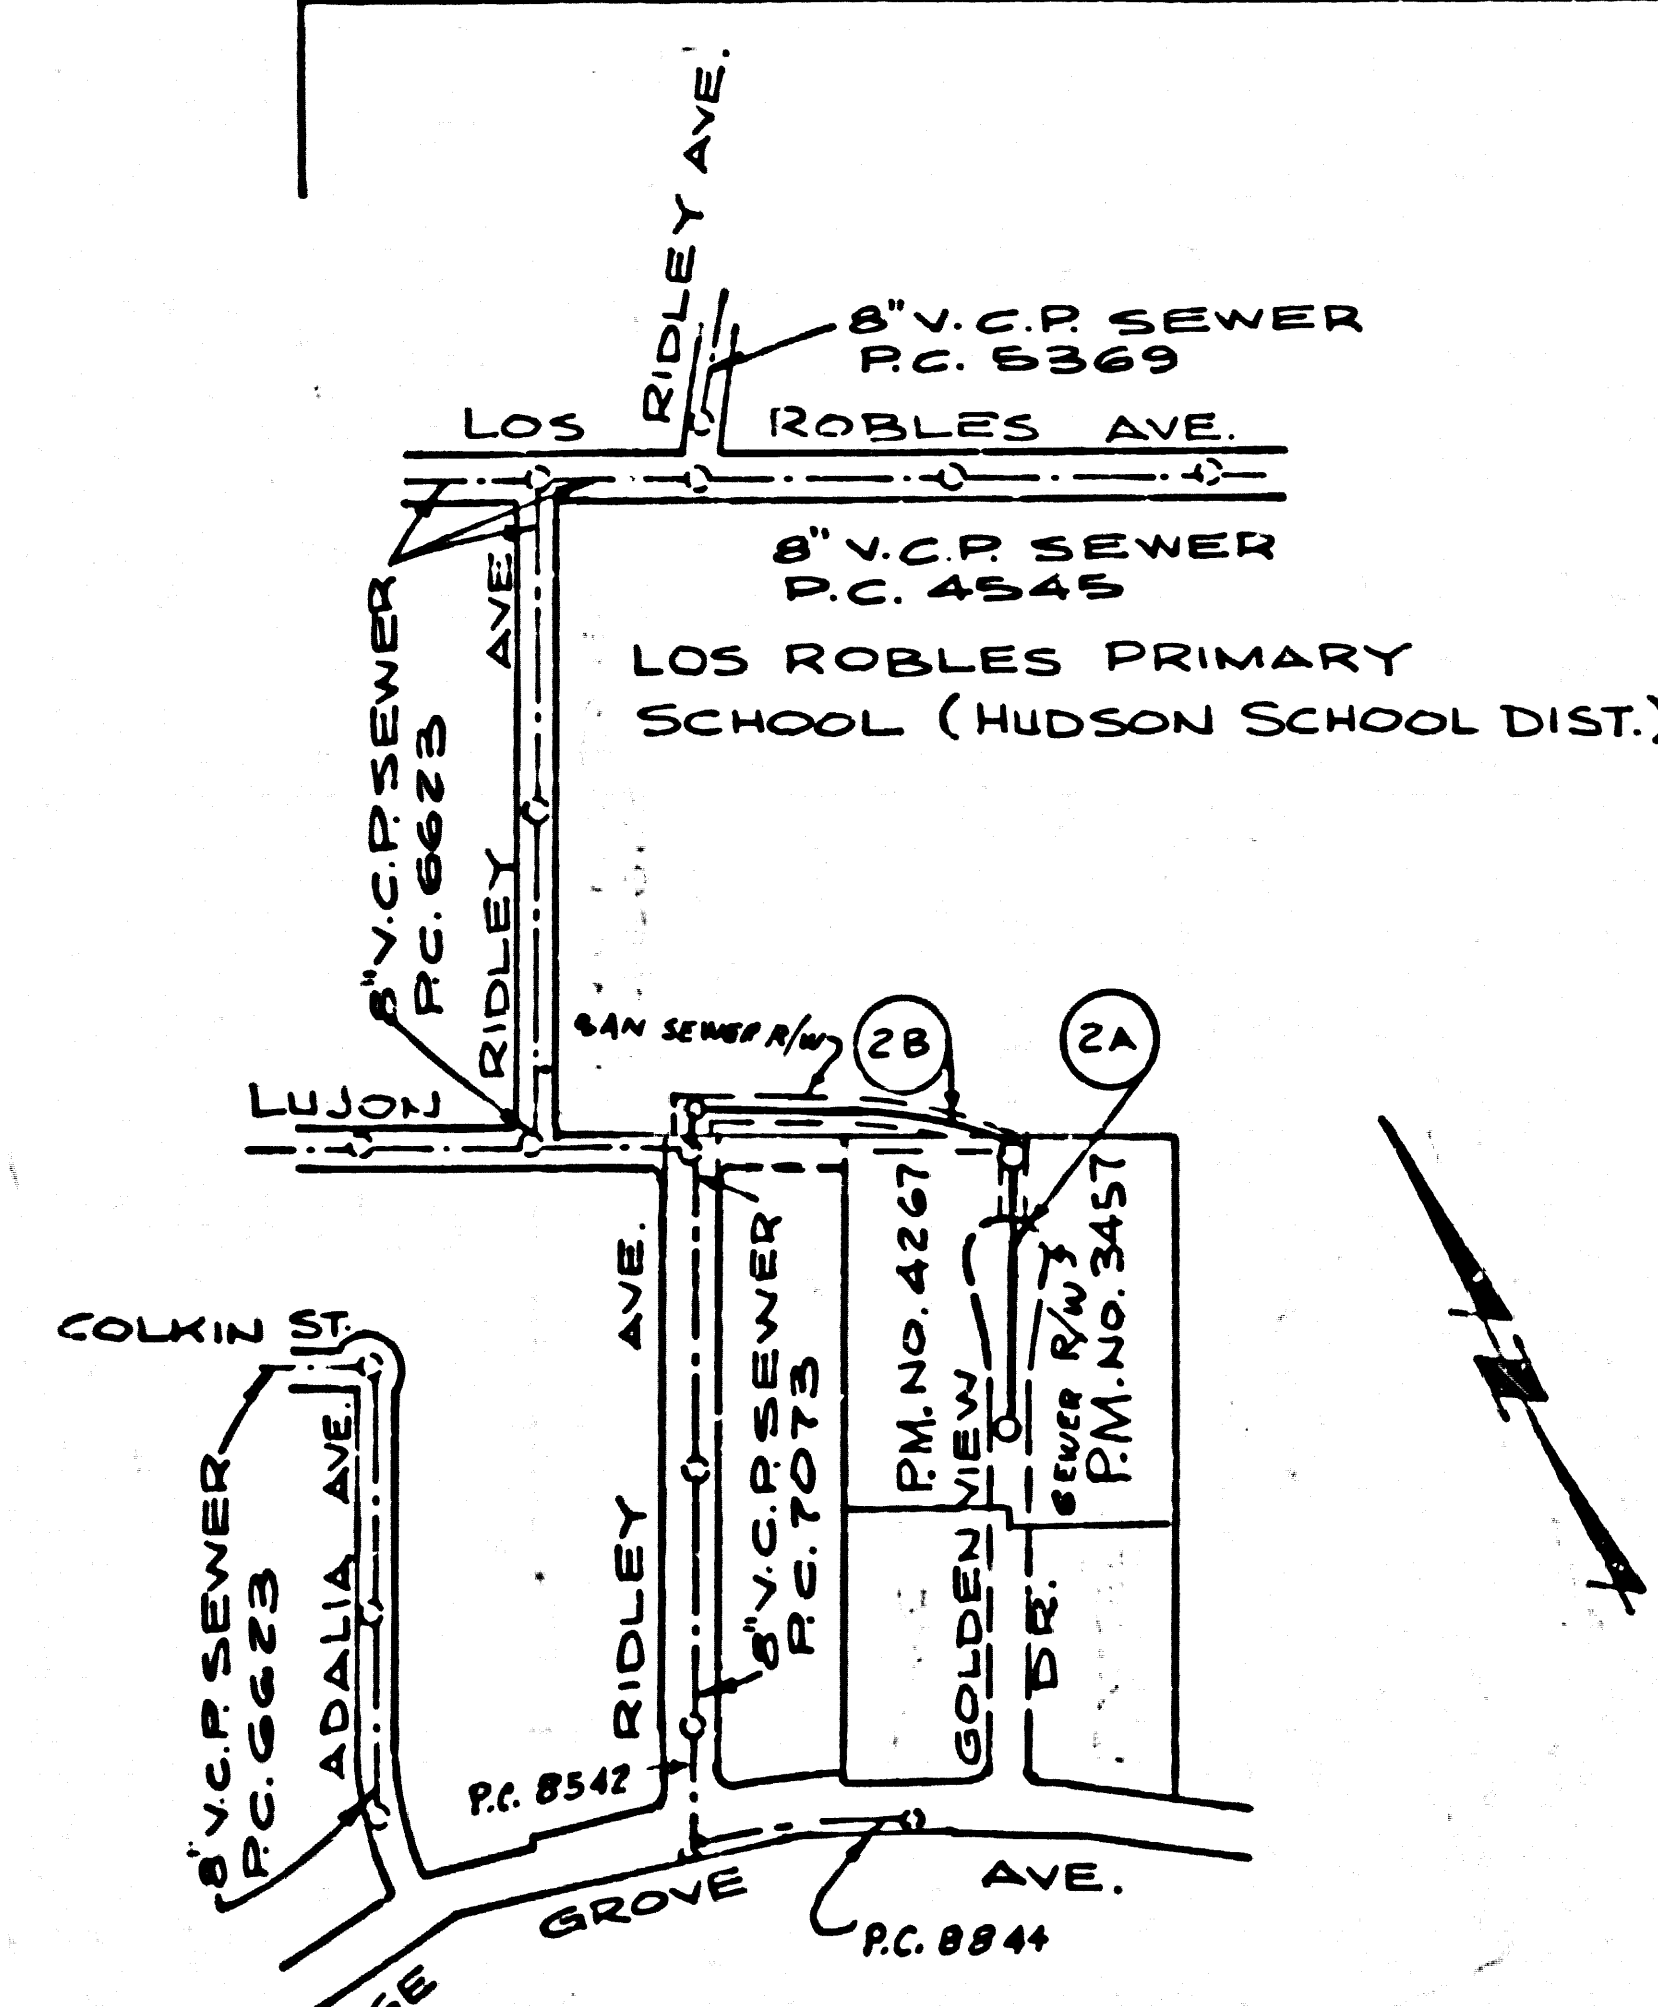 RIDLEY AVE.
8" V.C.P. SEWER
P.C. 5369
LOS ROBLES AVE.
8" V.C.P. SEWER
P.C. 4545
LOS ROBLES PRIMARY
SCHOOL (HUDSON SCHOOL DIST.)
8" V.C.P. SEWER
P.C. 6623
RIDLEY AVE
SAN SEWER R/W
2B
2A
LUJON
P.M. NO. 4267
SEWER R/W
P.M. NO. 3457
RIDLEY AVE.
8" V.C.P. SEWER
P.C. 7073
GOLDEN VIEW
DR.
COLKIN ST.
8" V.C.P. SEWER
P.C. 6623
ADALIA AVE.
P.C. 8542
GROVE AVE.
P.C. 8844